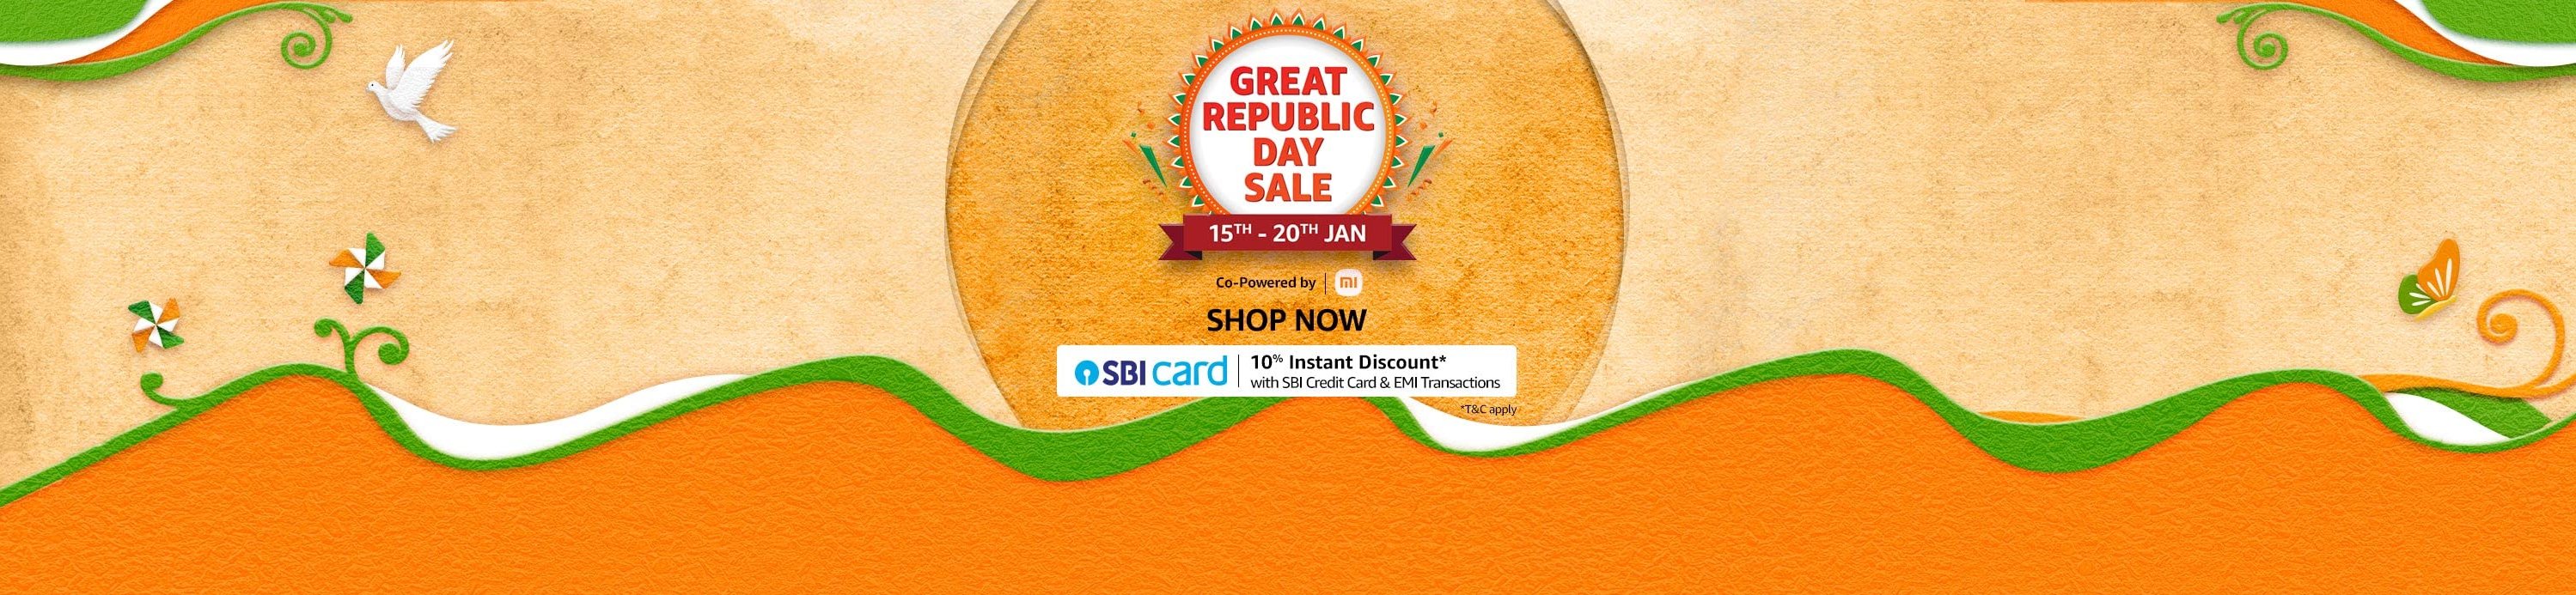 GREAT
REPUBLIC
DAY
SALE
15TH - 20TH JAN
Co-Powered by | mi
SHOP NOW
SBI card | 10% Instant Discount*
with SBI Credit Card & EMI Transactions
*T&C apply